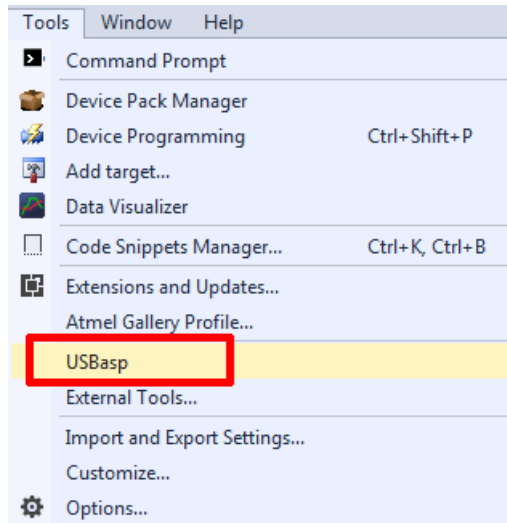 Tools Window Help
Command Prompt
Device Pack Manager
Device Programming Ctrl+Shift+P
Add target...
Data Visualizer
Code Snippets Manager... Ctrl+K, Ctrl+B
Extensions and Updates...
Atmel Gallery Profile...
USBasp
External Tools...
Import and Export Settings...
Customize...
Options...